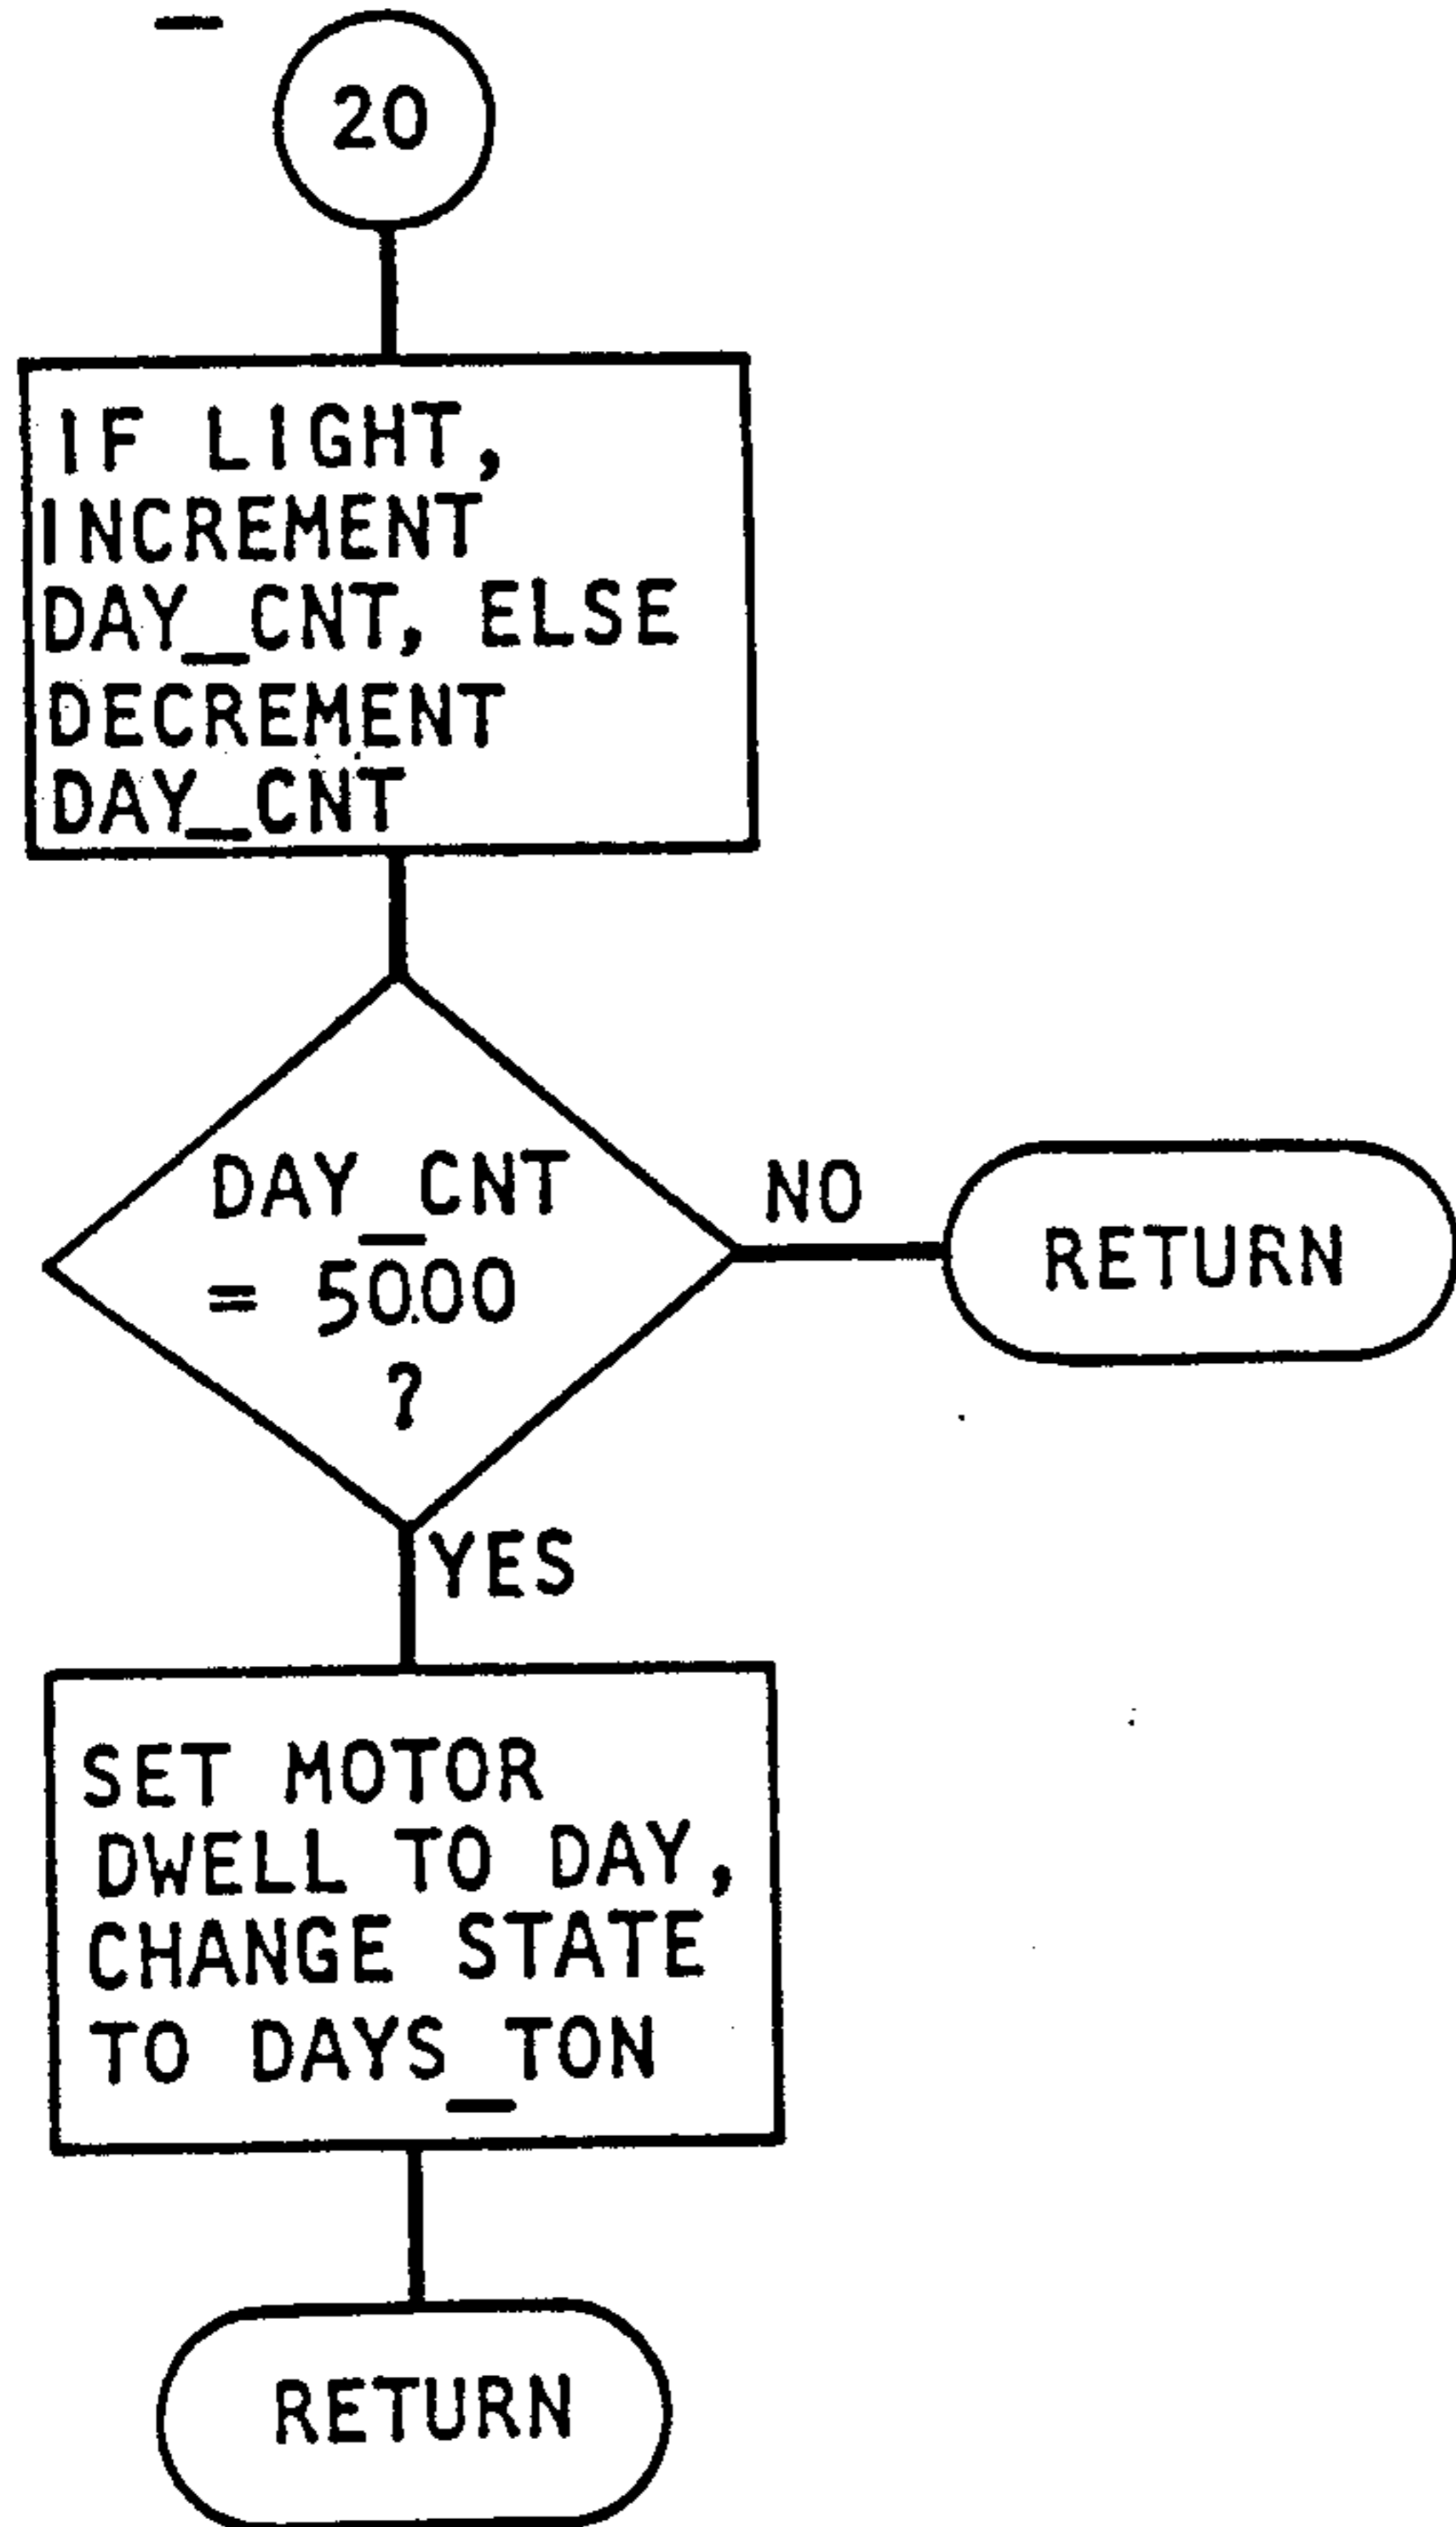 20
IF LIGHT,
INCREMENT
DAY_CNT, ELSE
DECREMENT
DAY_CNT
DAY_CNT
= 5000
?
NO
RETURN
YES
SET MOTOR
DWELL TO DAY,
CHANGE STATE
TO DAYS_TON
RETURN